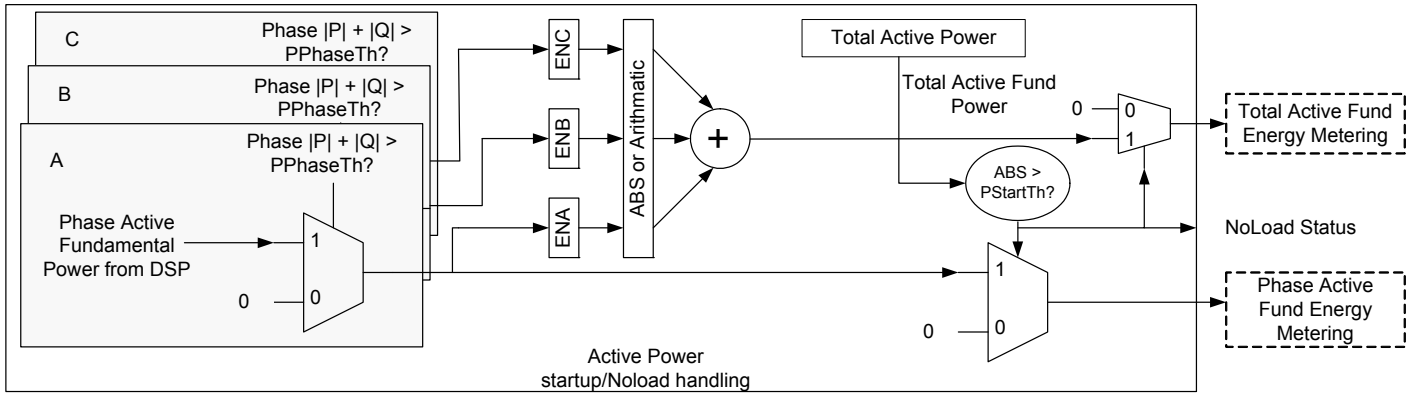 C
Phase |P| + |Q| >
PPhaseTh?
B
Phase |P| + |Q| >
PPhaseTh?
A
Phase |P| + |Q| >
PPhaseTh?
Phase Active
Fundamental
Power from DSP
1
0
0
ENC
ENB
ENA
ABS or Arithmatic
+
Total Active Power
Total Active Fund
Power
0
0
1
ABS >
PStartTh?
1
0
0
Total Active Fund
Energy Metering
NoLoad Status
Phase Active
Fund Energy
Metering
Active Power
startup/Noload handling